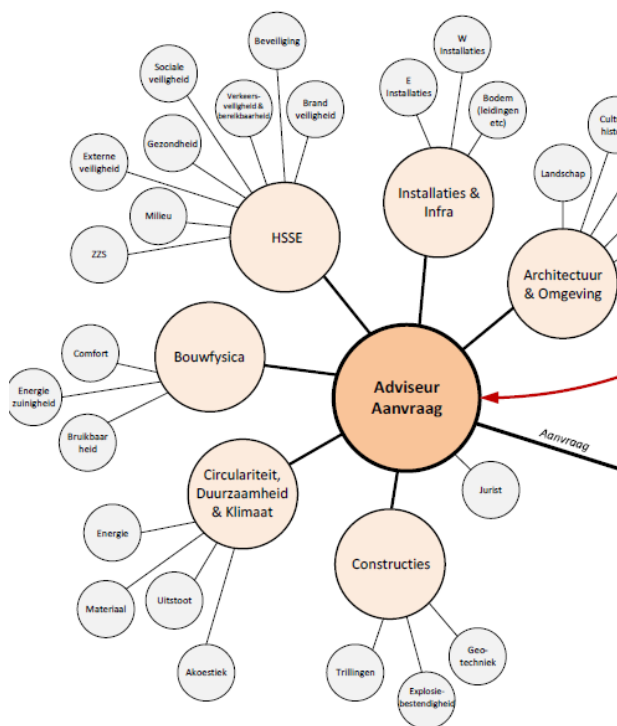 Beveiliging
W
Installaties
Sociale
veiligheid
E
Installaties
Verkeers-
veiligheid &
bereikbaarheid
Brand
veiligheid
Bodem
(leidingen
etc)
Gezondheid
Externe
veiligheid
Landschap
Milieu
ZZS
HSSE
Installaties &
Infra
Architectuur
& Omgeving
Comfort
Bouwfysica
Energie
zuinigheid
Bruikbaar
heid
Adviseur
Aanvraag
Aanvraag
Jurist
Circulariteit,
Duurzaamheid
& Klimaat
Energie
Materiaal
Uitstoot
Akoestiek
Constructies
Trillingen
Explosie-
bestendigheid
Geo-
techniek